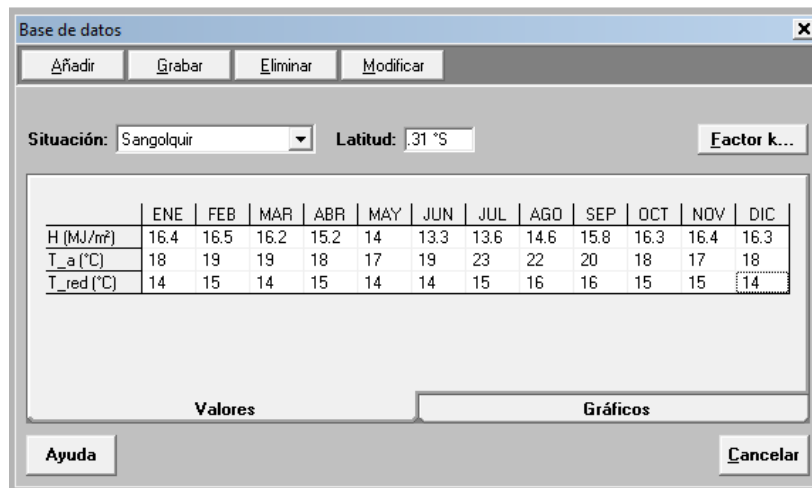 Base de datos
Añadir Grabar Eliminar Modificar
Situación: Sangolquir Latitud: .31 °S Factor k...
ENE FEB MAR ABR MAY JUN JUL AGO SEP OCT NOV DIC
H (MJ/m²) 16.4 16.5 16.2 15.2 14 13.3 13.6 14.6 15.8 16.3 16.4 16.3
T_a (°C) 18 19 19 18 17 19 23 22 20 18 17 18
T_red (°C) 14 15 14 15 14 14 15 16 16 15 15 14
Valores Gráficos
Ayuda Cancelar